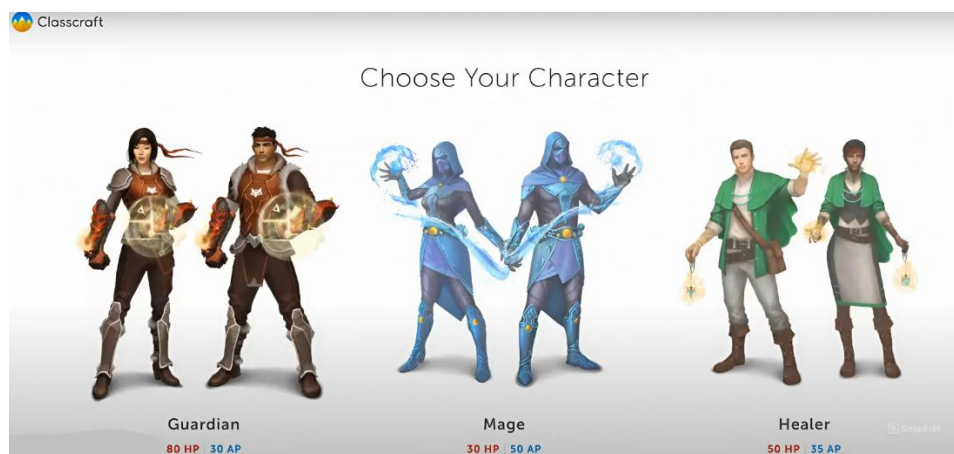 Classcraft
Choose Your Character
Guardian
80 HP | 30 AP
Mage
30 HP | 50 AP
Healer
50 HP | 35 AP
SnapEdit